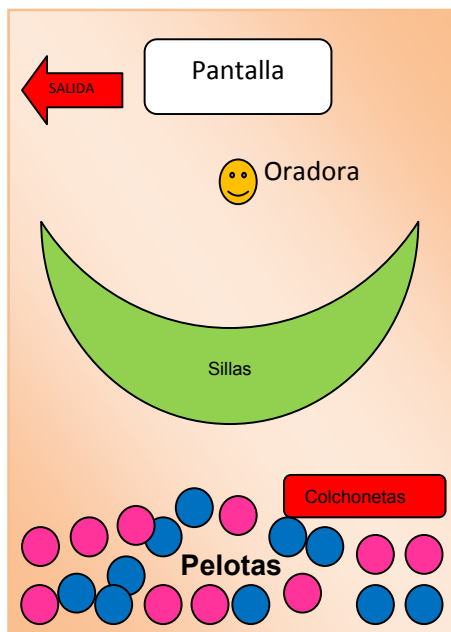 Pantalla
SALIDA
Oradora
Sillas
Colchonetas
Pelotas